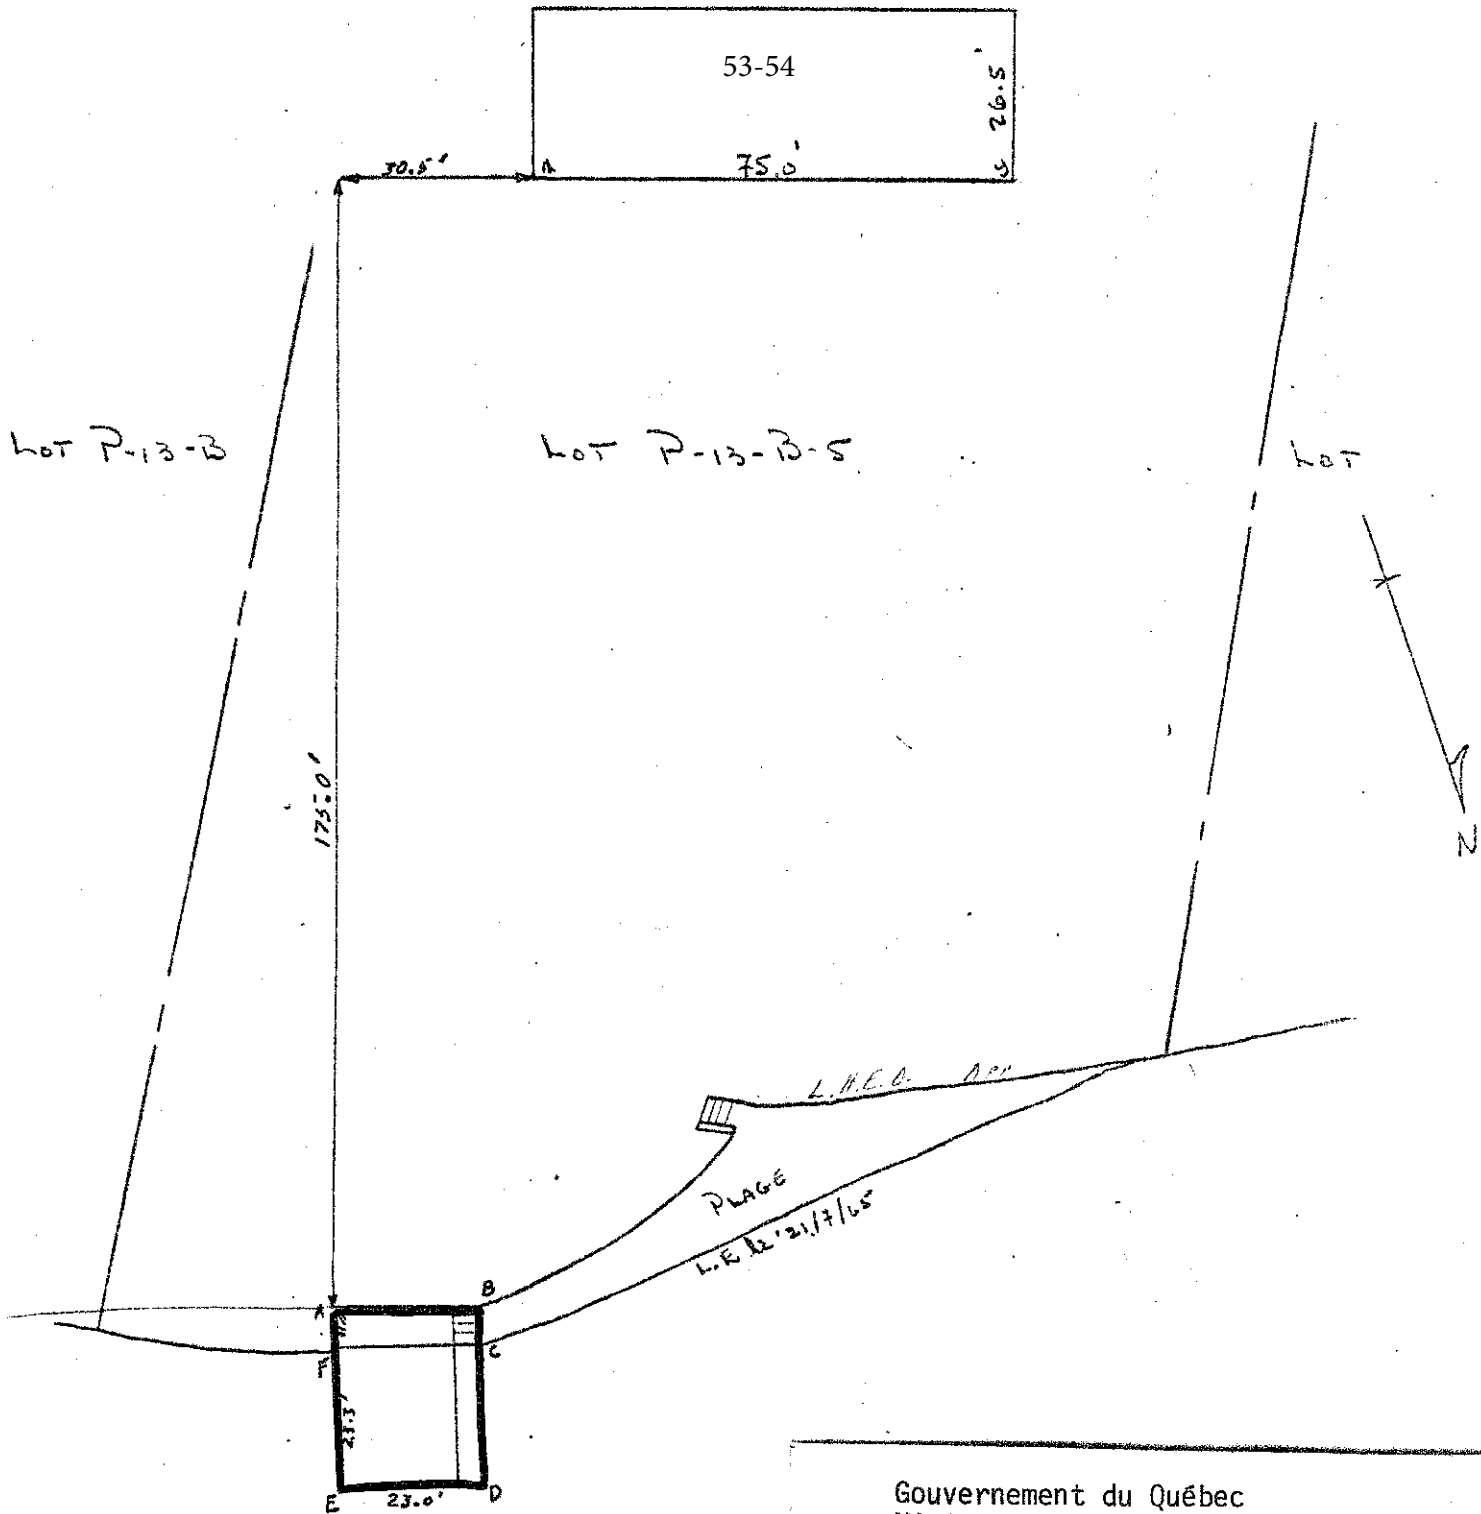 53-54
26.5'
30.5'
75.0'
LOT P-13-B
LOT P-13-B-5
LOT
175.0'
N
L.H.E.O.
PLAGE
L.E le 21/7/65
B
A
C
F
23.3'
E
23.0'
D
Gouvernement du Québec